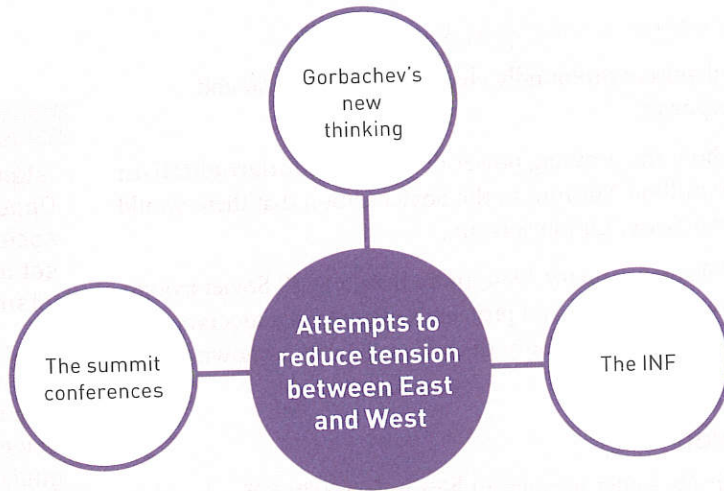 Gorbachev's
new
thinking
Attempts to
reduce tension
between East
and West
The summit
conferences
The INF